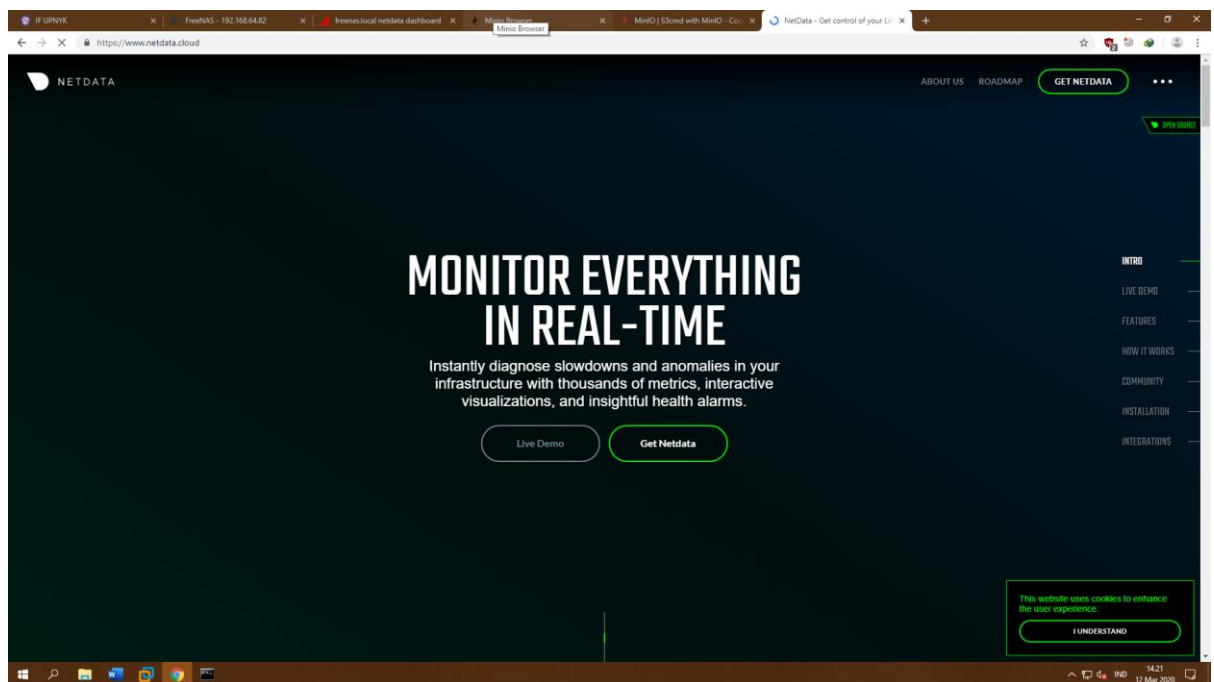 IF UPNYK
FreeNAS - 192.168.64.82
freenas.local netdata dashboard
Minio Browser
MinIO | S3cmd with MinIO - Coo
NetData - Get control of your Li
Minio Browser
https://www.netdata.cloud
2
NETDATA
ABOUT US
ROADMAP
GET NETDATA
OPEN SOURCE
MONITOR EVERYTHING
IN REAL-TIME
Instantly diagnose slowdowns and anomalies in your
infrastructure with thousands of metrics, interactive
visualizations, and insightful health alarms.
Live Demo
Get Netdata
INTRO
LIVE DEMO
FEATURES
HOW IT WORKS
COMMUNITY
INSTALLATION
INTEGRATIONS
This website uses cookies to enhance
the user experience.
I UNDERSTAND
IND
14.21
12 Mar 2020